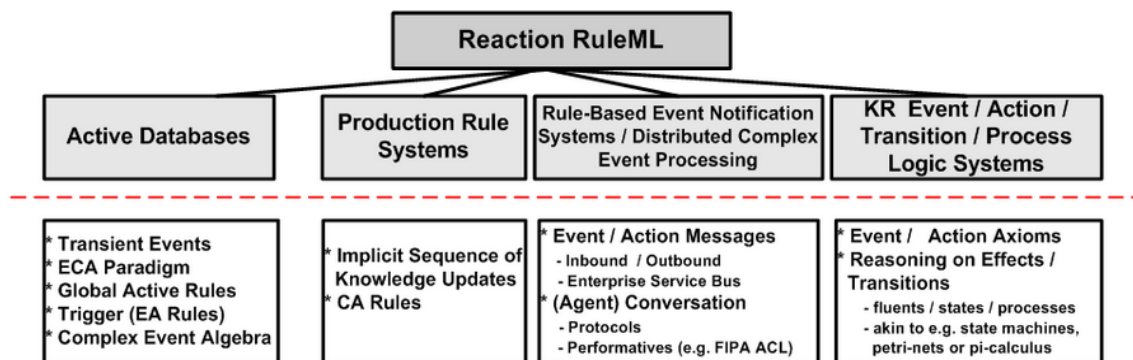 Reaction RuleML
Active Databases
Production Rule
Systems
Rule-Based Event Notification
Systems / Distributed Complex
Event Processing
KR Event / Action /
Transition / Process
Logic Systems
* Transient Events
* ECA Paradigm
* Global Active Rules
* Trigger (EA Rules)
* Complex Event Algebra
* Implicit Sequence of
Knowledge Updates
* CA Rules
* Event / Action Messages
- Inbound / Outbound
- Enterprise Service Bus
* (Agent) Conversation
- Protocols
- Performatives (e.g. FIPA ACL)
* Event / Action Axioms
* Reasoning on Effects /
Transitions
- fluents / states / processes
- akin to e.g. state machines,
petri-nets or pi-calculus